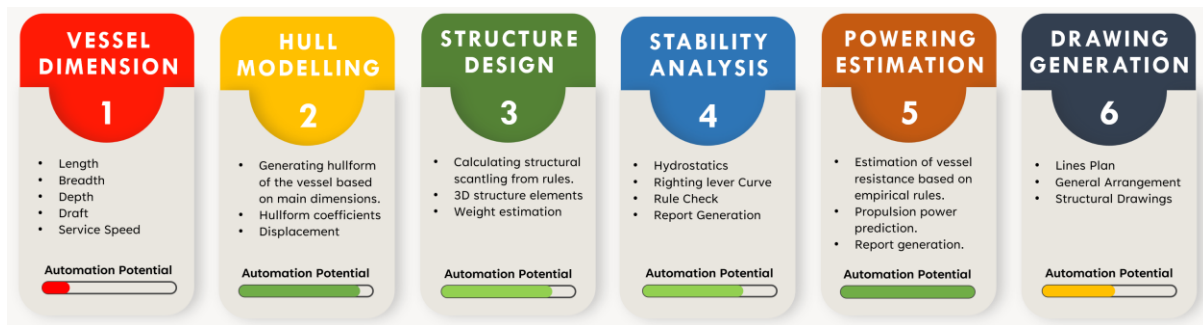 VESSEL
DIMENSION
1
• Length
• Breadth
• Depth
• Draft
• Service Speed
Automation Potential
HULL
MODELLING
2
• Generating hullform
of the vessel based
on main dimensions.
• Hullform coefficients
• Displacement
Automation Potential
STRUCTURE
DESIGN
3
• Calculating structural
scantling from rules.
• 3D structure elements
• Weight estimation
Automation Potential
STABILITY
ANALYSIS
4
• Hydrostatics
• Righting lever Curve
• Rule Check
• Report Generation
Automation Potential
POWERING
ESTIMATION
5
• Estimation of vessel
resistance based on
empirical rules.
• Propulsion power
prediction.
• Report generation.
Automation Potential
DRAWING
GENERATION
6
• Lines Plan
• General Arrangement
• Structural Drawings
Automation Potential